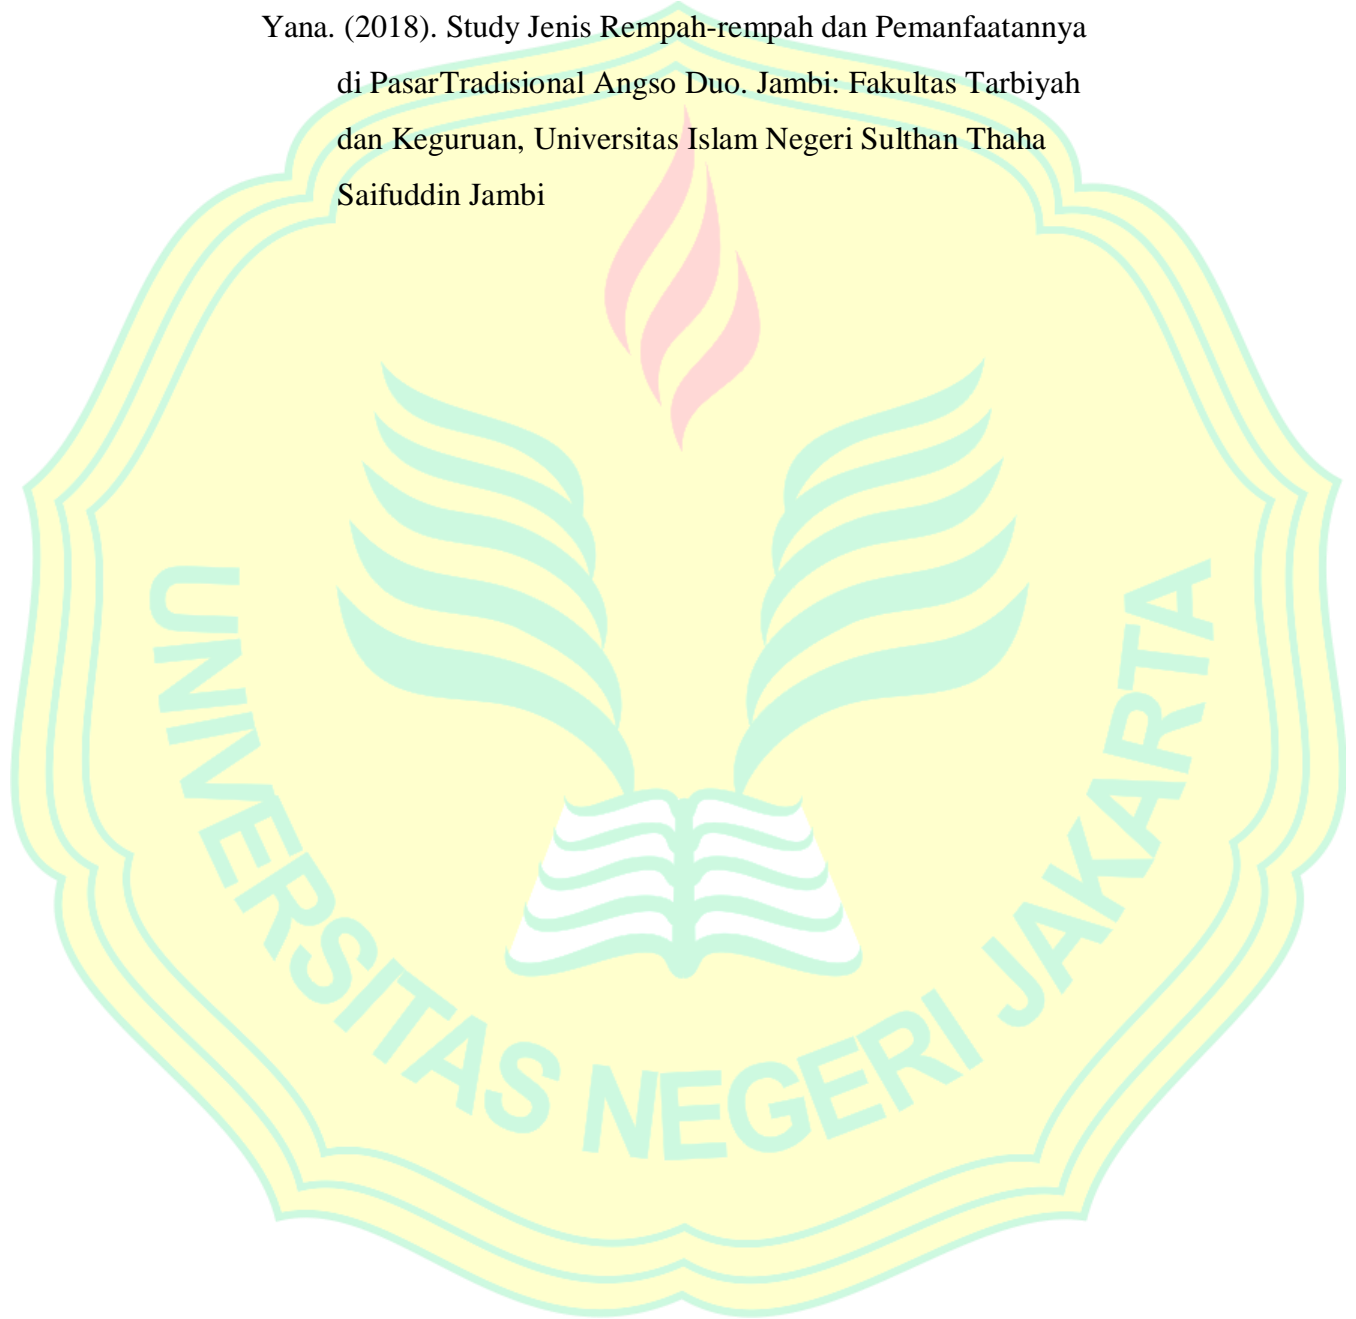 Yana. (2018). Study Jenis Rempah-rempah dan Pemanfaatannya
di PasarTradisional Angso Duo. Jambi: Fakultas Tarbiyah
dan Keguruan, Universitas Islam Negeri Sulthan Thaha
Saifuddin Jambi
UNIVERSITAS NEGERI JAKARTA